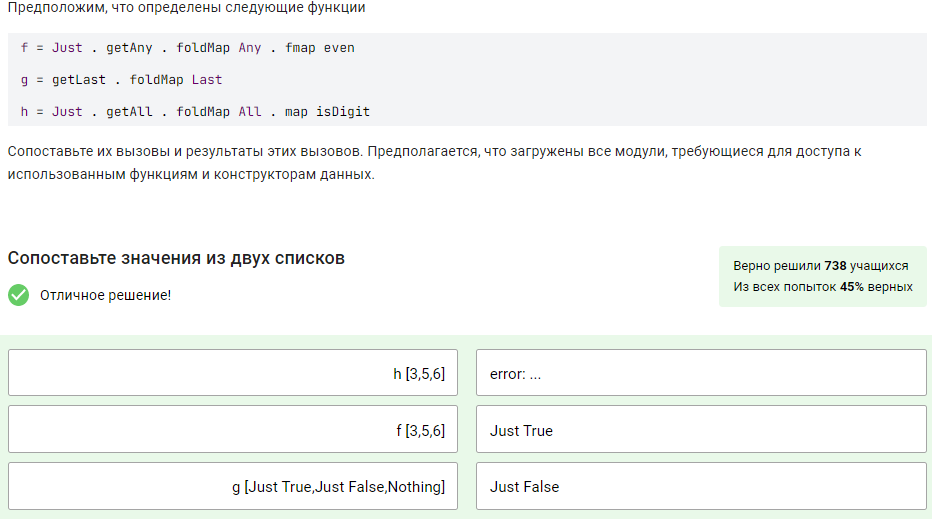 Предположим, что определены следующие функции
f = Just . getAny . foldMap Any . fmap even
g = getLast . foldMap Last
h = Just . getAll . foldMap All . map isDigit
Сопоставьте их вызовы и результаты этих вызовов. Предполагается, что загружены все модули, требующиеся для доступа к
использованным функциям и конструкторам данных.
Сопоставьте значения из двух списков
Отличное решение!
Верно решили 738 учащихся
Из всех попыток 45% верных
h [3,5,6]
error: ...
f [3,5,6]
Just True
g [Just True,Just False,Nothing]
Just False